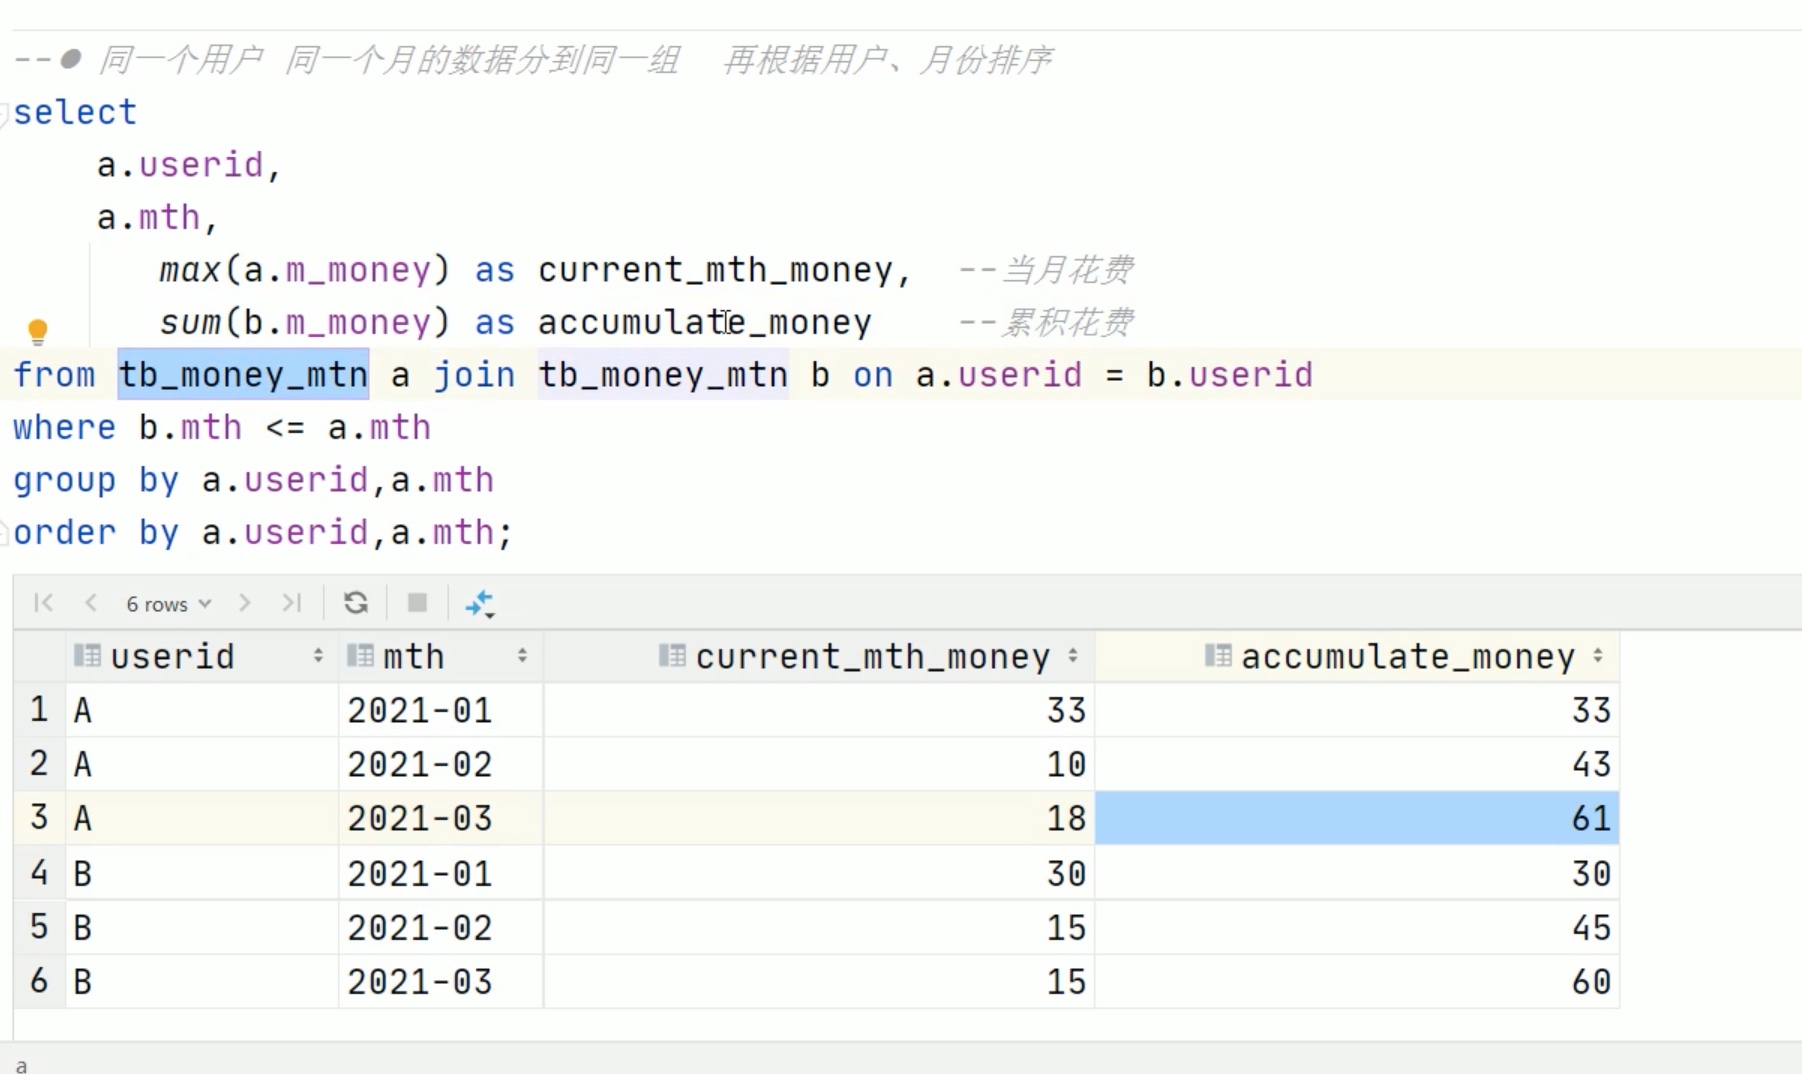 --● 同一个用户 同一个月的数据分到同一组 再根据用户、月份排序
select
a.userid,
a.mth,
max(a.m_money) as current_mth_money, --当月花费
sum(b.m_money) as accumulate_money --累积花费
from tb_money_mtn a join tb_money_mtn b on a.userid = b.userid
where b.mth <= a.mth
group by a.userid,a.mth
order by a.userid,a.mth;
6 rows
userid mth current_mth_money accumulate_money
1 A 2021-01 33 33
2 A 2021-02 10 43
3 A 2021-03 18 61
4 B 2021-01 30 30
5 B 2021-02 15 45
6 B 2021-03 15 60
a